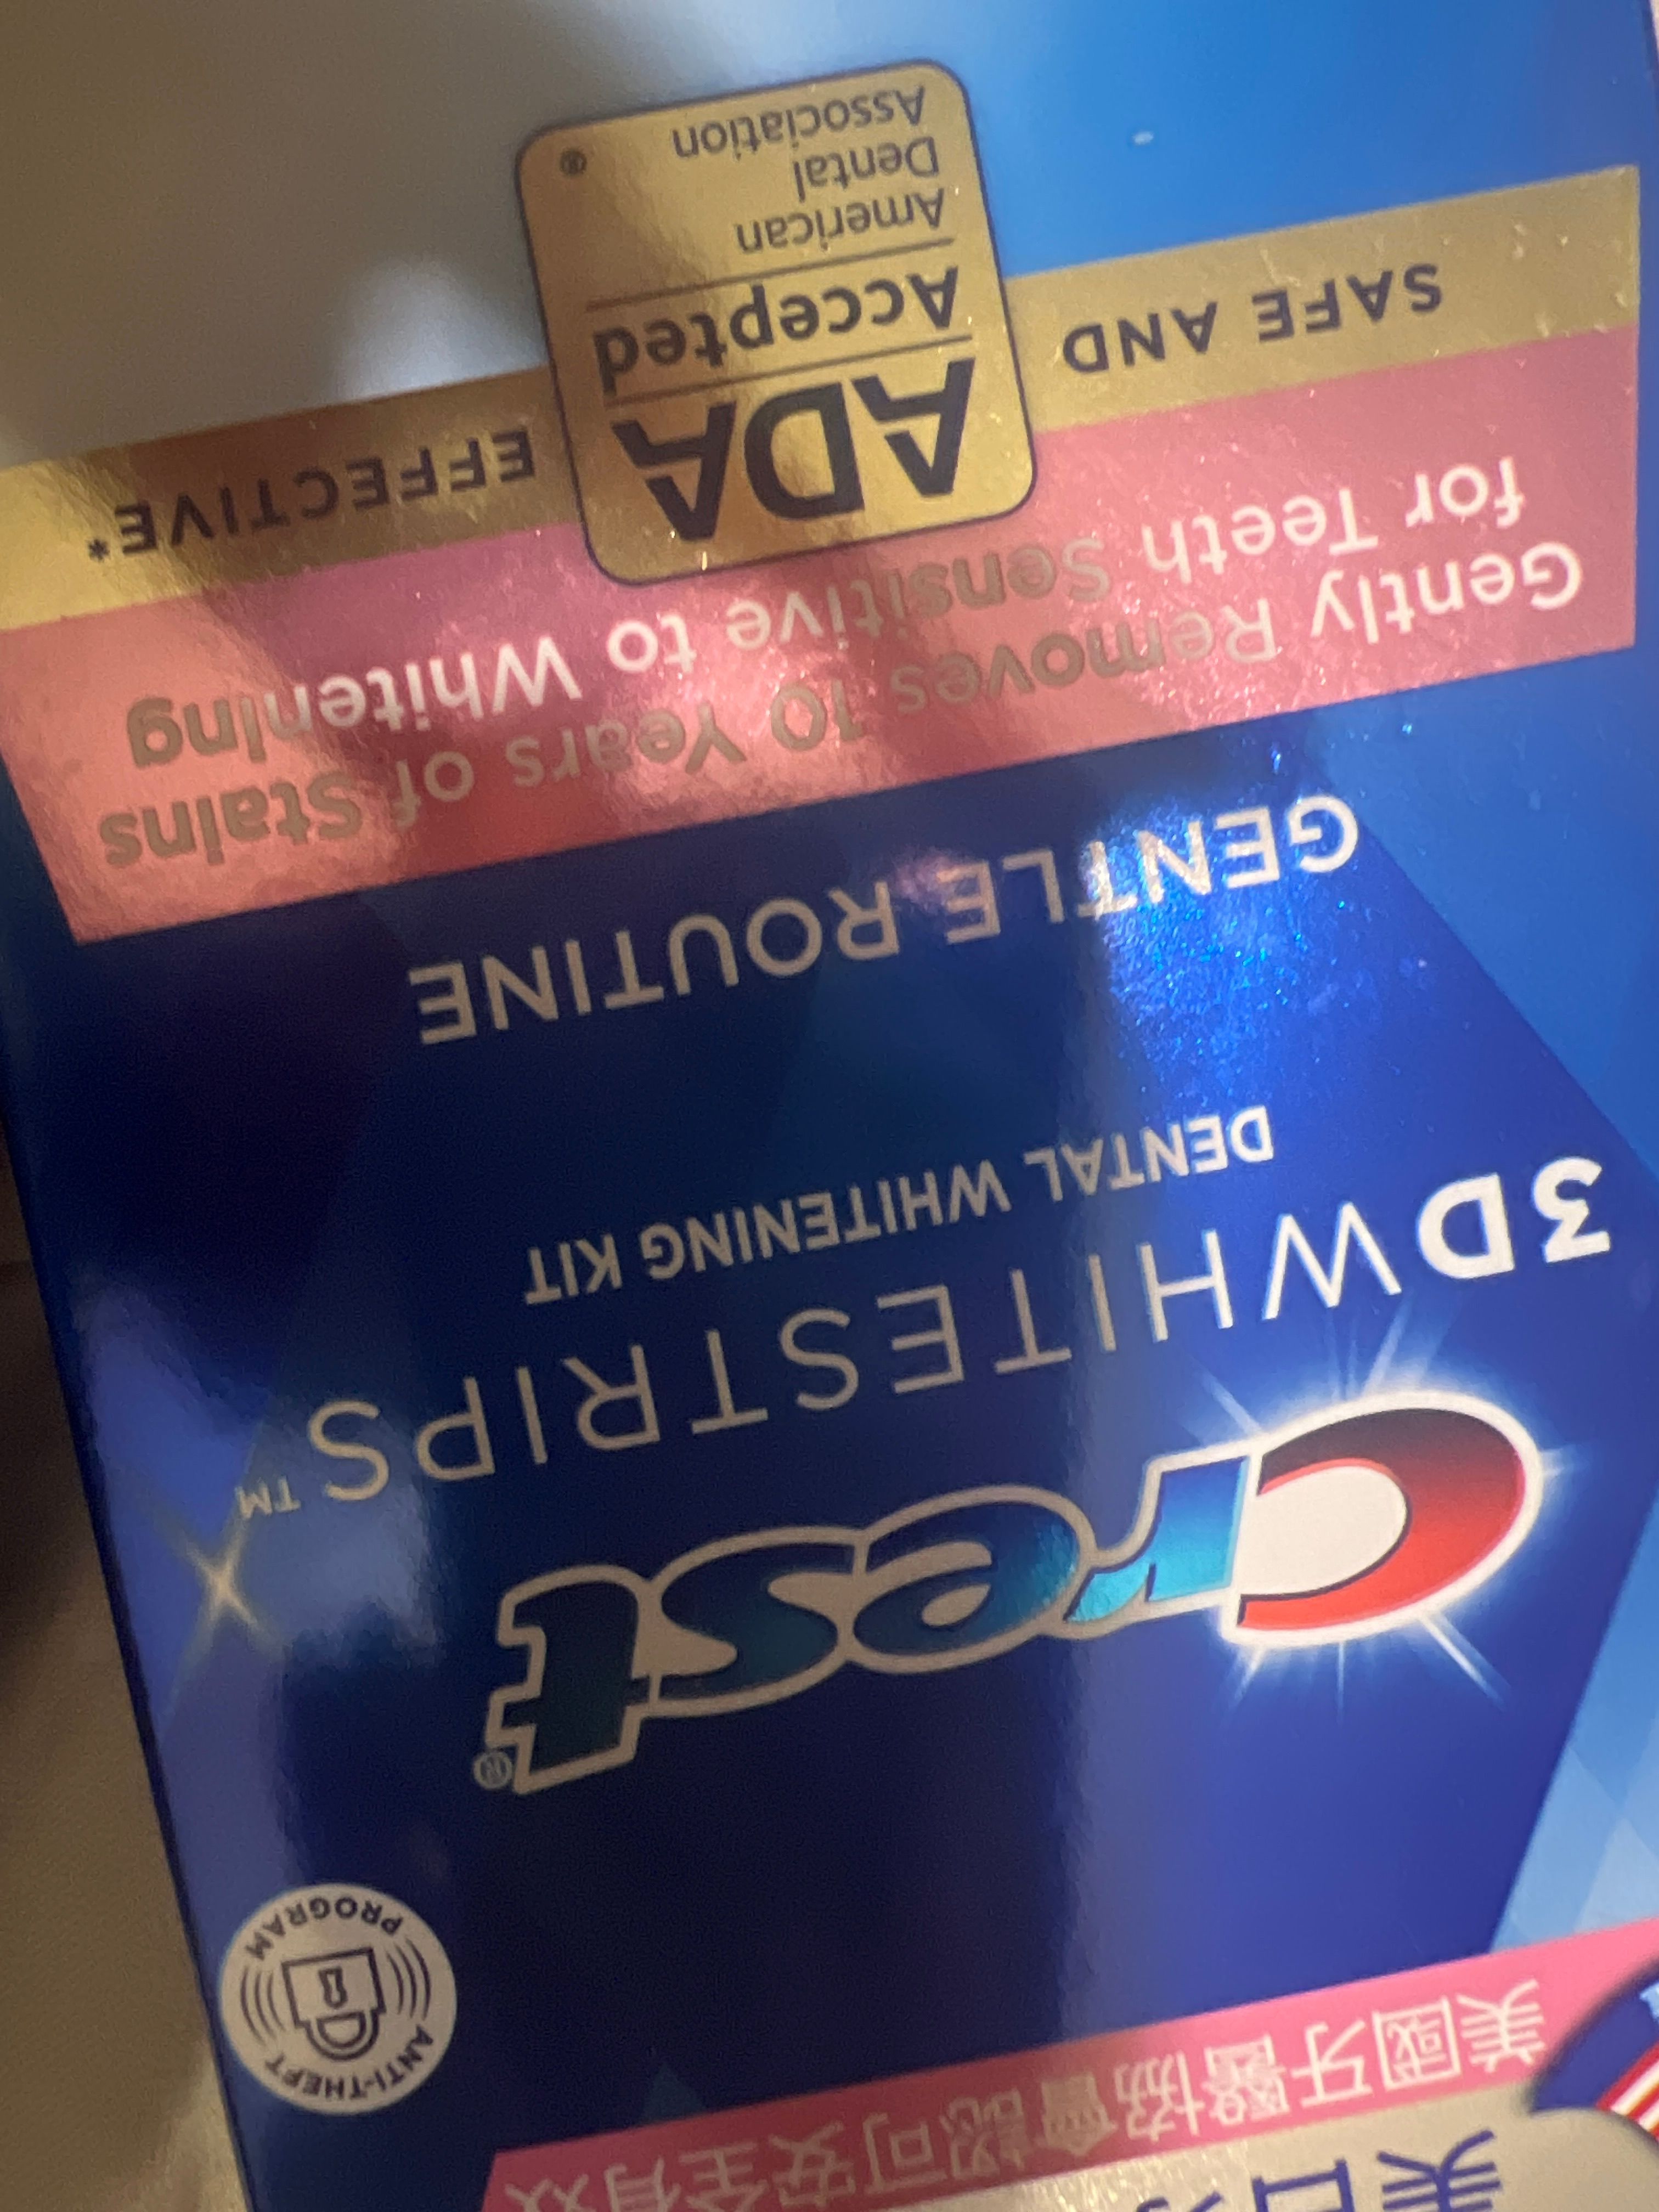 美國牙醫協會認可安全有效
ANTI-THEFT
PROGRAM
Crest®
3DWHITESTRIPS™
DENTAL WHITENING KIT
GENTLE ROUTINE
Gently Removes 10 Years of Stains
for Teeth Sensitive to Whitening
SAFE AND EFFECTIVE*
ADA
Accepted
American
Dental
Association
®